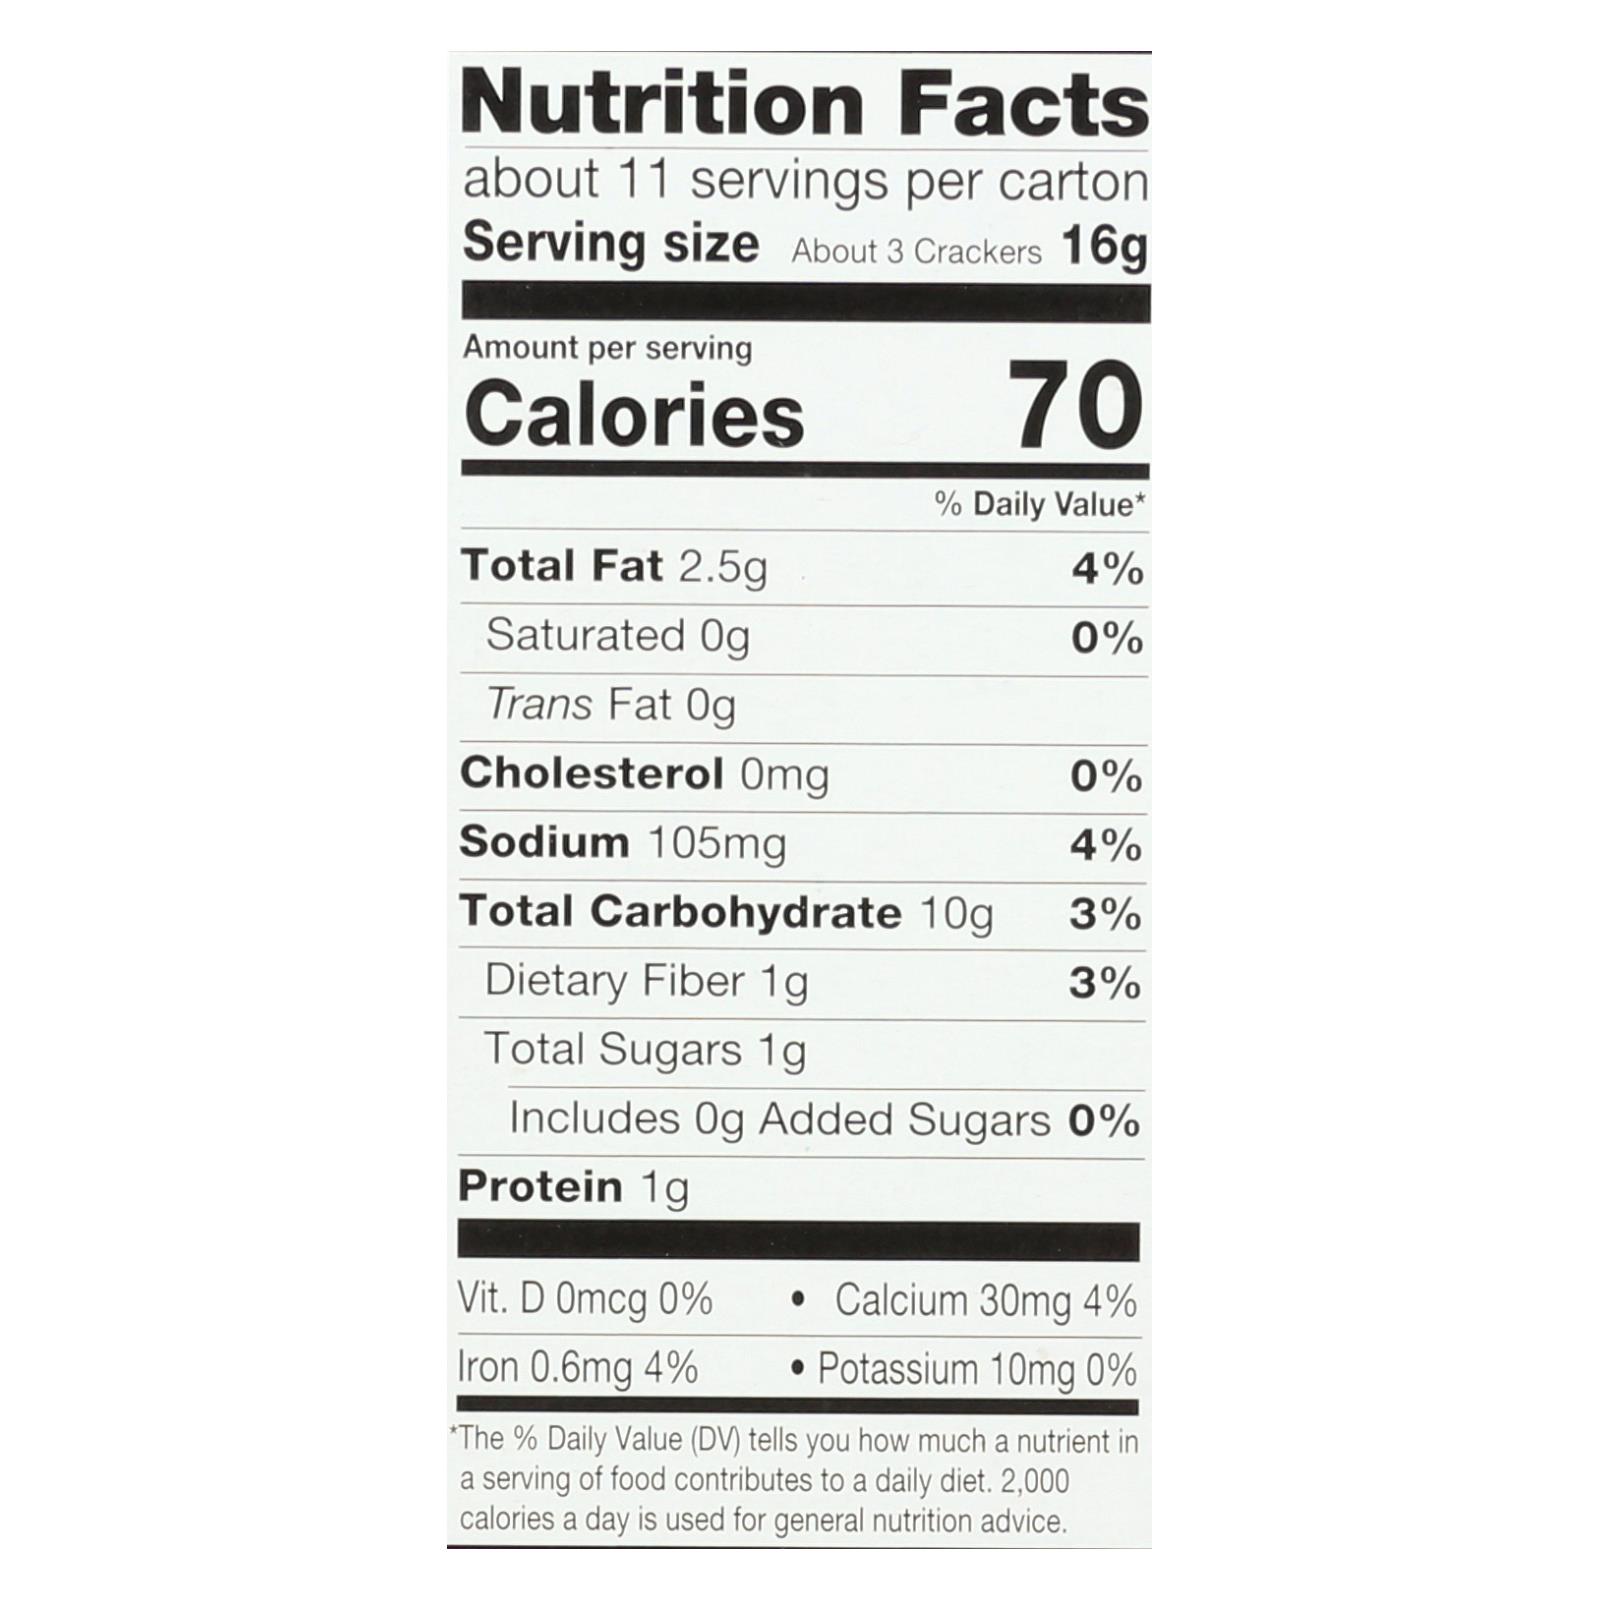 Nutrition Facts
about 11 servings per carton
Serving size About 3 Crackers 16g
Amount per serving
Calories 70
% Daily Value*
Total Fat 2.5g 4%
Saturated 0g 0%
Trans Fat 0g
Cholesterol 0mg 0%
Sodium 105mg 4%
Total Carbohydrate 10g 3%
Dietary Fiber 1g 3%
Total Sugars 1g
Includes 0g Added Sugars 0%
Protein 1g
Vit. D 0mcg 0% • Calcium 30mg 4%
Iron 0.6mg 4% • Potassium 10mg 0%
*The % Daily Value (DV) tells you how much a nutrient in
a serving of food contributes to a daily diet. 2,000
calories a day is used for general nutrition advice.